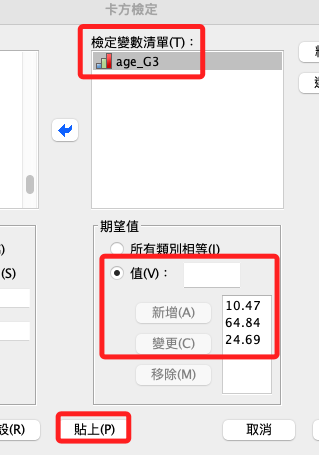 卡方檢定
檢定變數清單(T)：
age_G3
期望值
所有類別相等(I)
(S)
值(V)：
新增(A)
10.47
64.84
變更(C)
24.69
移除(M)
設(R)
貼上(P)
取消